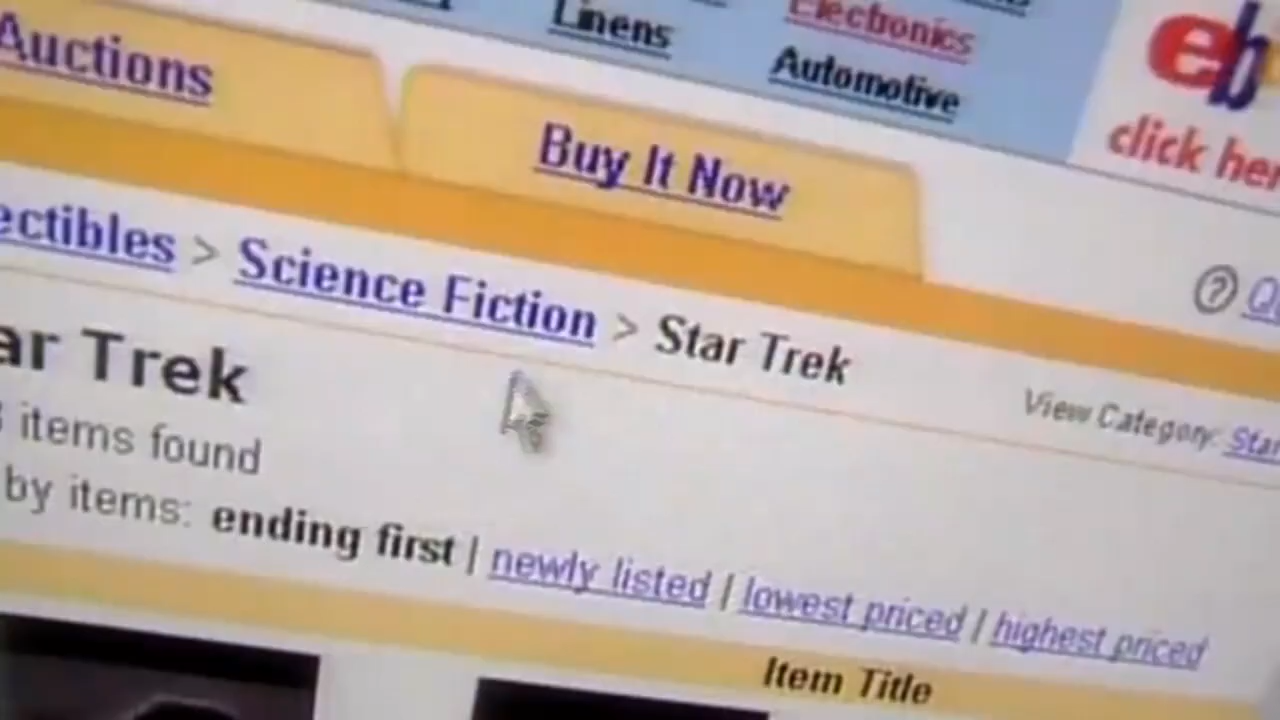 Linens
Electronics
Automotive
eb
click her
Auctions
Buy It Now
ectibles > Science Fiction > Star Trek
ar Trek
View Category: Star
items found
by items: ending first | newly listed | lowest priced | highest priced
Item Title